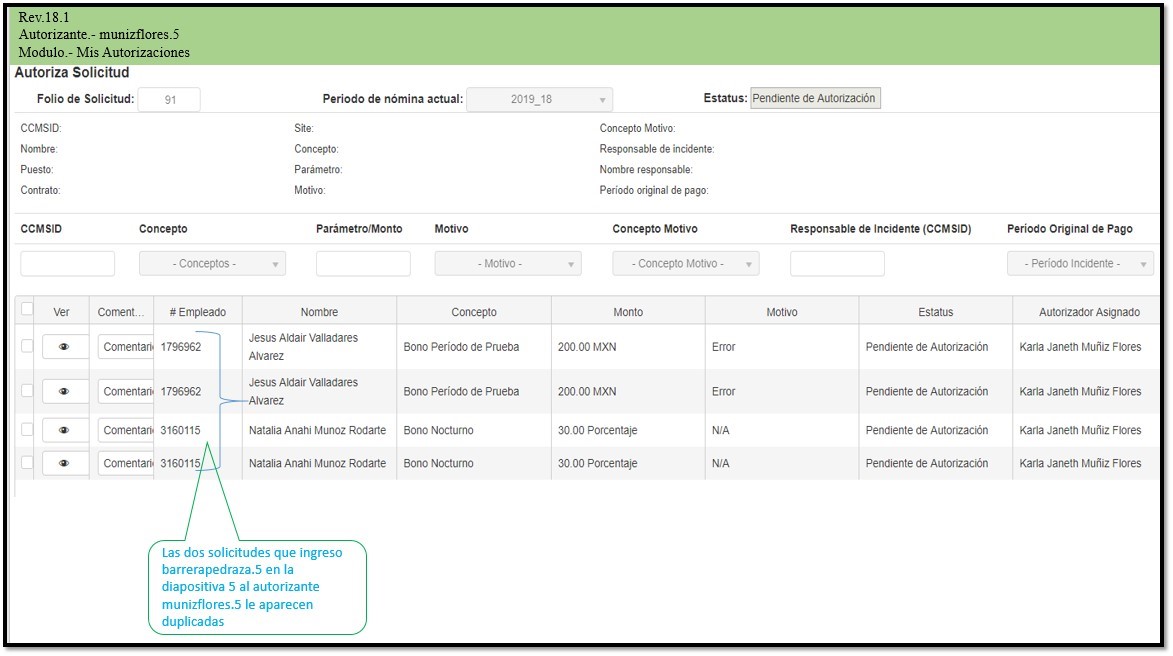 Rev.18.1
Autorizante.- munizflores.5
Modulo.- Mis Autorizaciones
Autoriza Solicitud
Folio de Solicitud: 91 Periodo de nómina actual: 2019_18 Estatus: Pendiente de Autorización
CCMSID: Site: Concepto Motivo:
Nombre: Concepto: Responsable de incidente:
Puesto: Parámetro: Nombre responsable:
Contrato: Motivo: Período original de pago:
CCMSID Concepto Parámetro/Monto Motivo Concepto Motivo Responsable de Incidente (CCMSID) Período Original de Pago
- Conceptos - - Motivo - - Concepto Motivo - - Período Incidente -
Ver Coment... # Empleado Nombre Concepto Monto Motivo Estatus Autorizador Asignado
Comentari 1796962 Jesus Aldair Valladares Alvarez Bono Período de Prueba 200.00 MXN Error Pendiente de Autorización Karla Janeth Muñiz Flores
Comentari 1796962 Jesus Aldair Valladares Alvarez Bono Período de Prueba 200.00 MXN Error Pendiente de Autorización Karla Janeth Muñiz Flores
Comentari 3160115 Natalia Anahi Munoz Rodarte Bono Nocturno 30.00 Porcentaje N/A Pendiente de Autorización Karla Janeth Muñiz Flores
Comentari 3160115 Natalia Anahi Munoz Rodarte Bono Nocturno 30.00 Porcentaje N/A Pendiente de Autorización Karla Janeth Muñiz Flores
Las dos solicitudes que ingreso
barrerapedraza.5 en la
diapositiva 5 al autorizante
munizflores.5 le aparecen
duplicadas